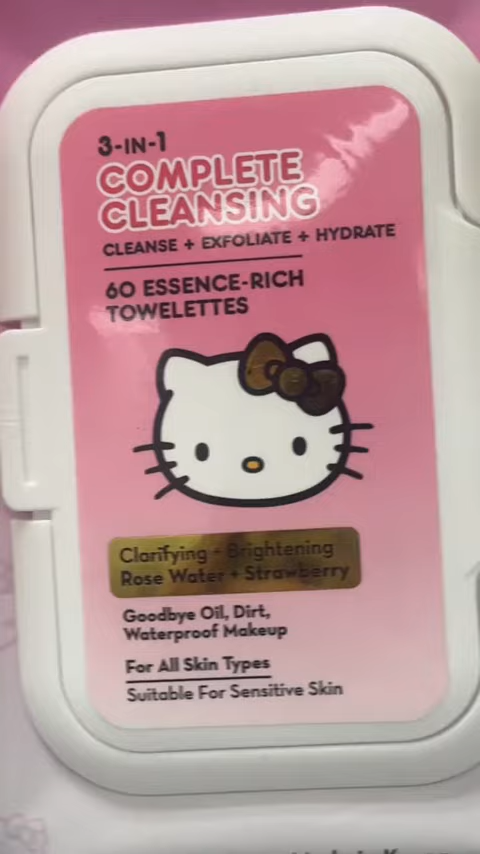 3-IN-1
COMPLETE
CLEANSING
CLEANSE + EXFOLIATE + HYDRATE
60 ESSENCE-RICH
TOWELETTES
Clarifying + Brightening
Rose Water + Strawberry
Goodbye Oil, Dirt,
Waterproof Makeup
For All Skin Types
Suitable For Sensitive Skin